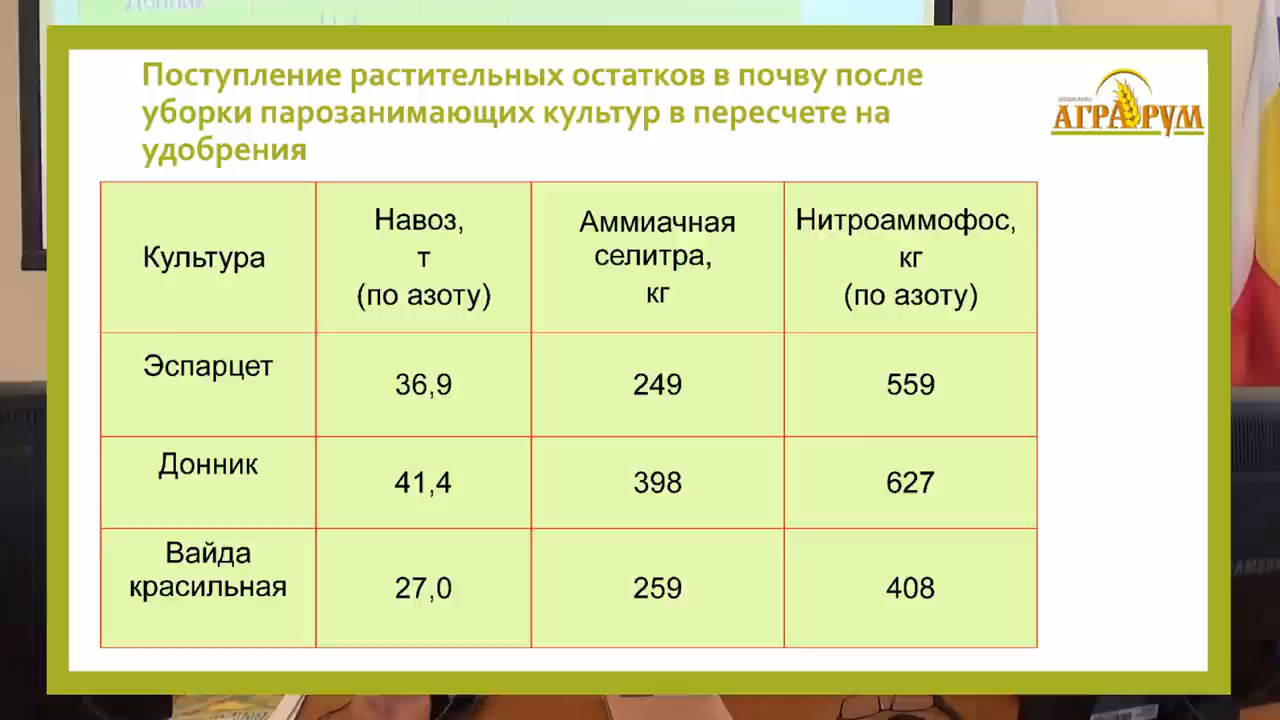 Донник
Поступление растительных остатков в почву после
уборки парозанимающих культур в пересчете на
удобрения
АГРАРУМ
Культура
Навоз,
т
(по азоту)
Аммиачная
селитра,
кг
Нитроаммофос,
кг
(по азоту)
Эспарцет
36,9
249
559
Донник
41,4
398
627
Вайда
красильная
27,0
259
408